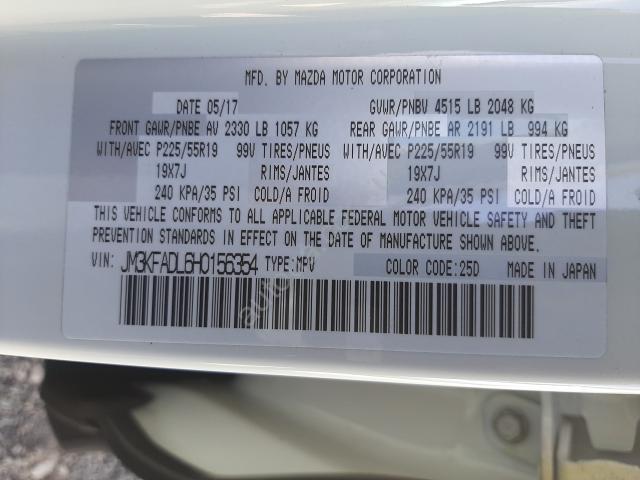 MFD. BY MAZDA MOTOR CORPORATION
DATE 05/17 GVWR/PNBV 4515 LB 2048 KG
FRONT GAWR/PNBE AV 2330 LB 1057 KG REAR GAWR/PNBE AR 2191 LB 994 KG
WITH/AVEC P225/55R19 99V TIRES/PNEUS WITH/AVEC P225/55R19 99V TIRES/PNEUS
19X7J RIMS/JANTES 19X7J RIMS/JANTES
240 KPA/35 PSI COLD/A FROID 240 KPA/35 PSI COLD/A FROID
THIS VEHICLE CONFORMS TO ALL APPLICABLE FEDERAL MOTOR VEHICLE SAFETY AND THEFT
PREVENTION STANDARDS IN EFFECT ON THE DATE OF MANUFACTURE SHOWN ABOVE.
VIN: JM3KFADL6H0156354 TYPE:MPV COLOR CODE:25D MADE IN JAPAN